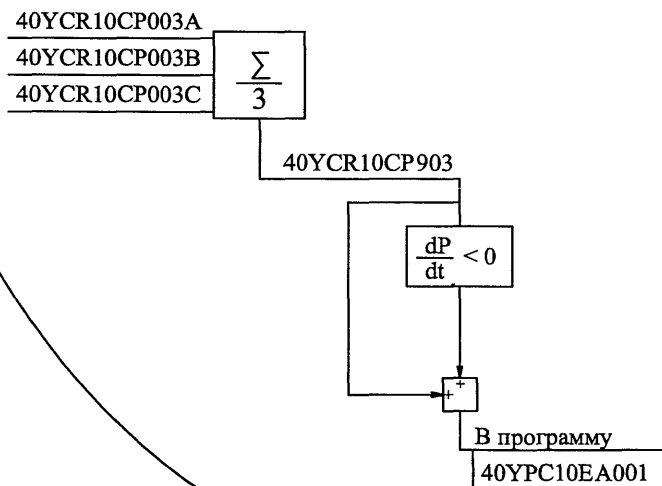 40YCR10CP003A
40YCR10CP003B
40YCR10CP003C
∑
3
40YCR10CP903
dP
dt < 0
+
+
В программу
40YPC10EA001